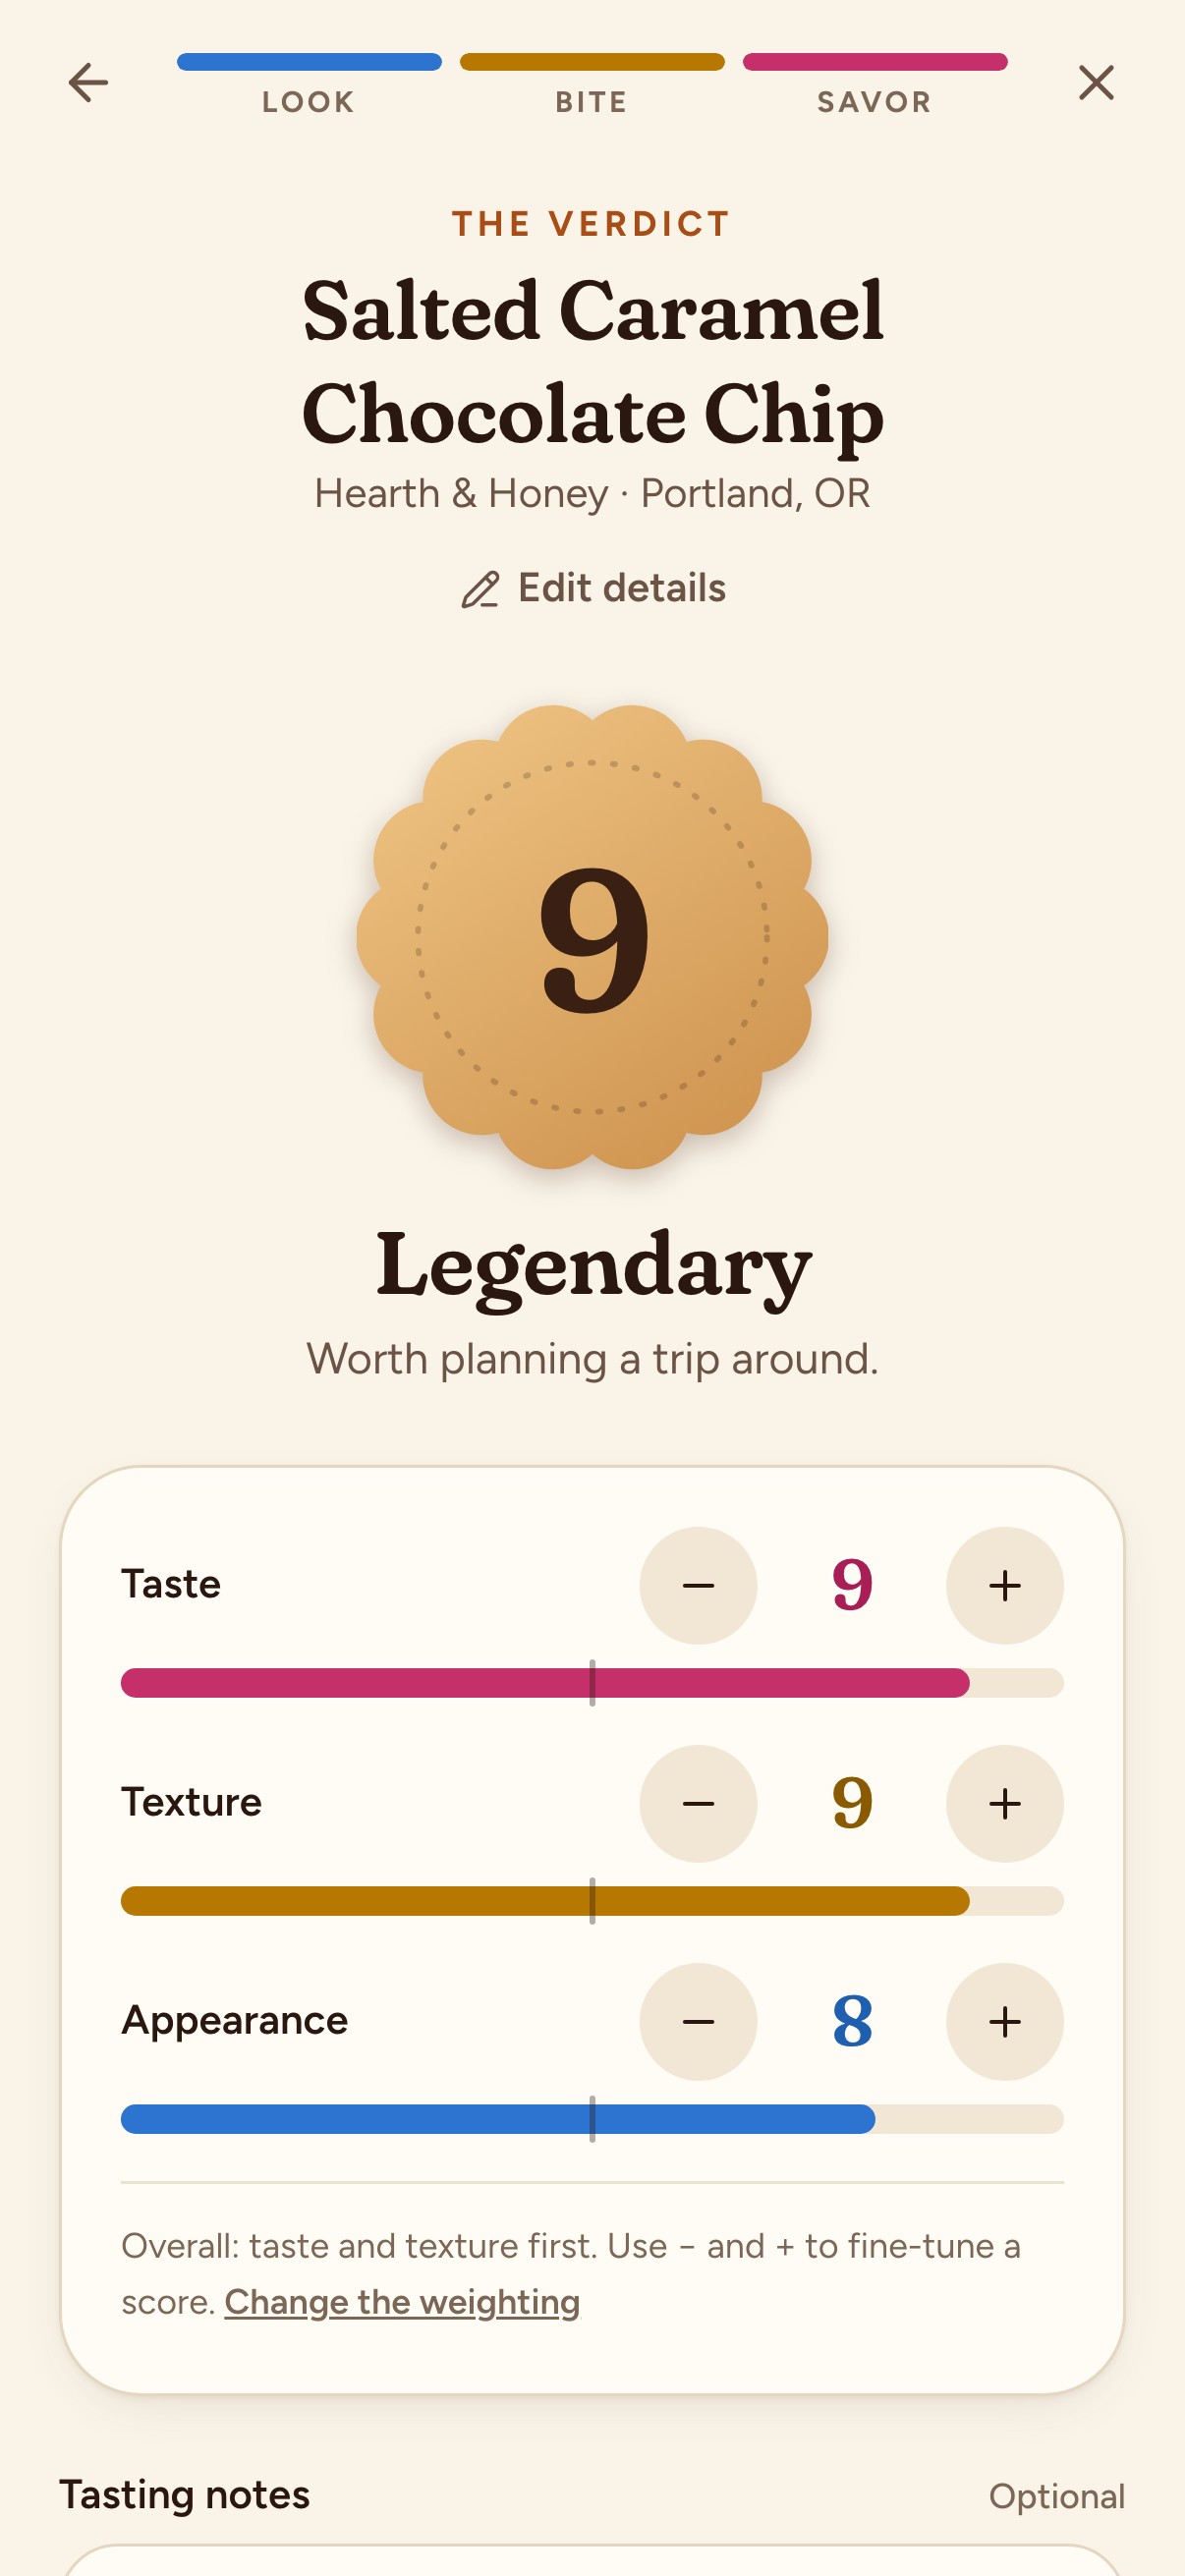 LOOK
BITE
SAVOR
THE VERDICT
Salted Caramel
Chocolate Chip
Hearth & Honey · Portland, OR
Edit details
9
Legendary
Worth planning a trip around.
Taste − 9 +
Texture − 9 +
Appearance − 8 +
Overall: taste and texture first. Use − and + to fine-tune a
score. Change the weighting
Tasting notes
Optional